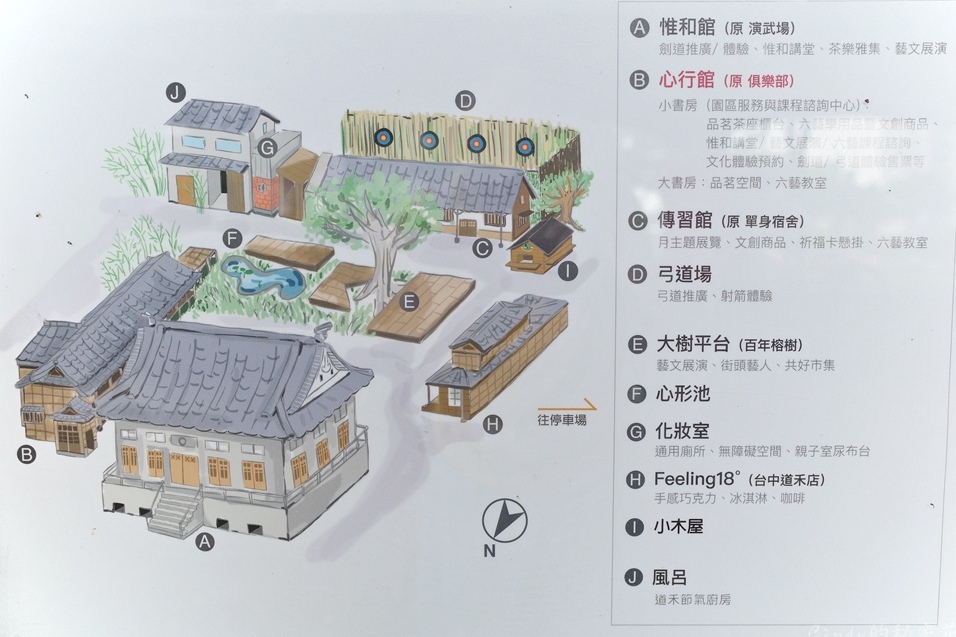 A 惟和館（原 演武場）
劍道推廣/ 體驗、惟和講堂、茶樂雅集、藝文展演
B 心行館（原 俱樂部）
小書房（園區服務與課程諮詢中心）：
品茗茶座櫃台、六藝學用品暨文創商品、
惟和講堂/ 藝文展演/ 六藝課程諮詢、
文化體驗預約、劍道/ 弓道體驗售票等
大書房：品茗空間、六藝教室
C 傳習館（原 單身宿舍）
月主題展覽、文創商品、祈福卡懸掛、六藝教室
D 弓道場
弓道推廣、射箭體驗
E 大樹平台（百年榕樹）
藝文展演、街頭藝人、共好市集
F 心形池
G 化妝室
通用廁所、無障礙空間、親子室尿布台
H Feeling18°（台中道禾店）
手感巧克力、冰淇淋、咖啡
I 小木屋
J 風呂
道禾節氣廚房
J
D
G
F
C
I
E
往停車場
H
B
A
N